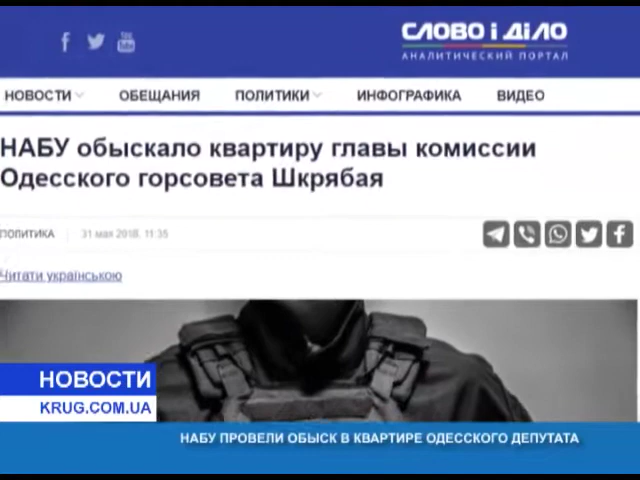 СЛОВО і ДіЛО
АНАЛИТИЧЕСКИЙ ПОРТАЛ
НОВОСТИ ОБЕЩАНИЯ ПОЛИТИКИ ИНФОГРАФИКА ВИДЕО
НАБУ обыскало квартиру главы комиссии
Одесского горсовета Шкрябая
ПОЛИТИКА 31 мая 2018, 11:35
Читати українською
НОВОСТИ
KRUG.COM.UA
НАБУ ПРОВЕЛИ ОБЫСК В КВАРТИРЕ ОДЕССКОГО ДЕПУТАТА